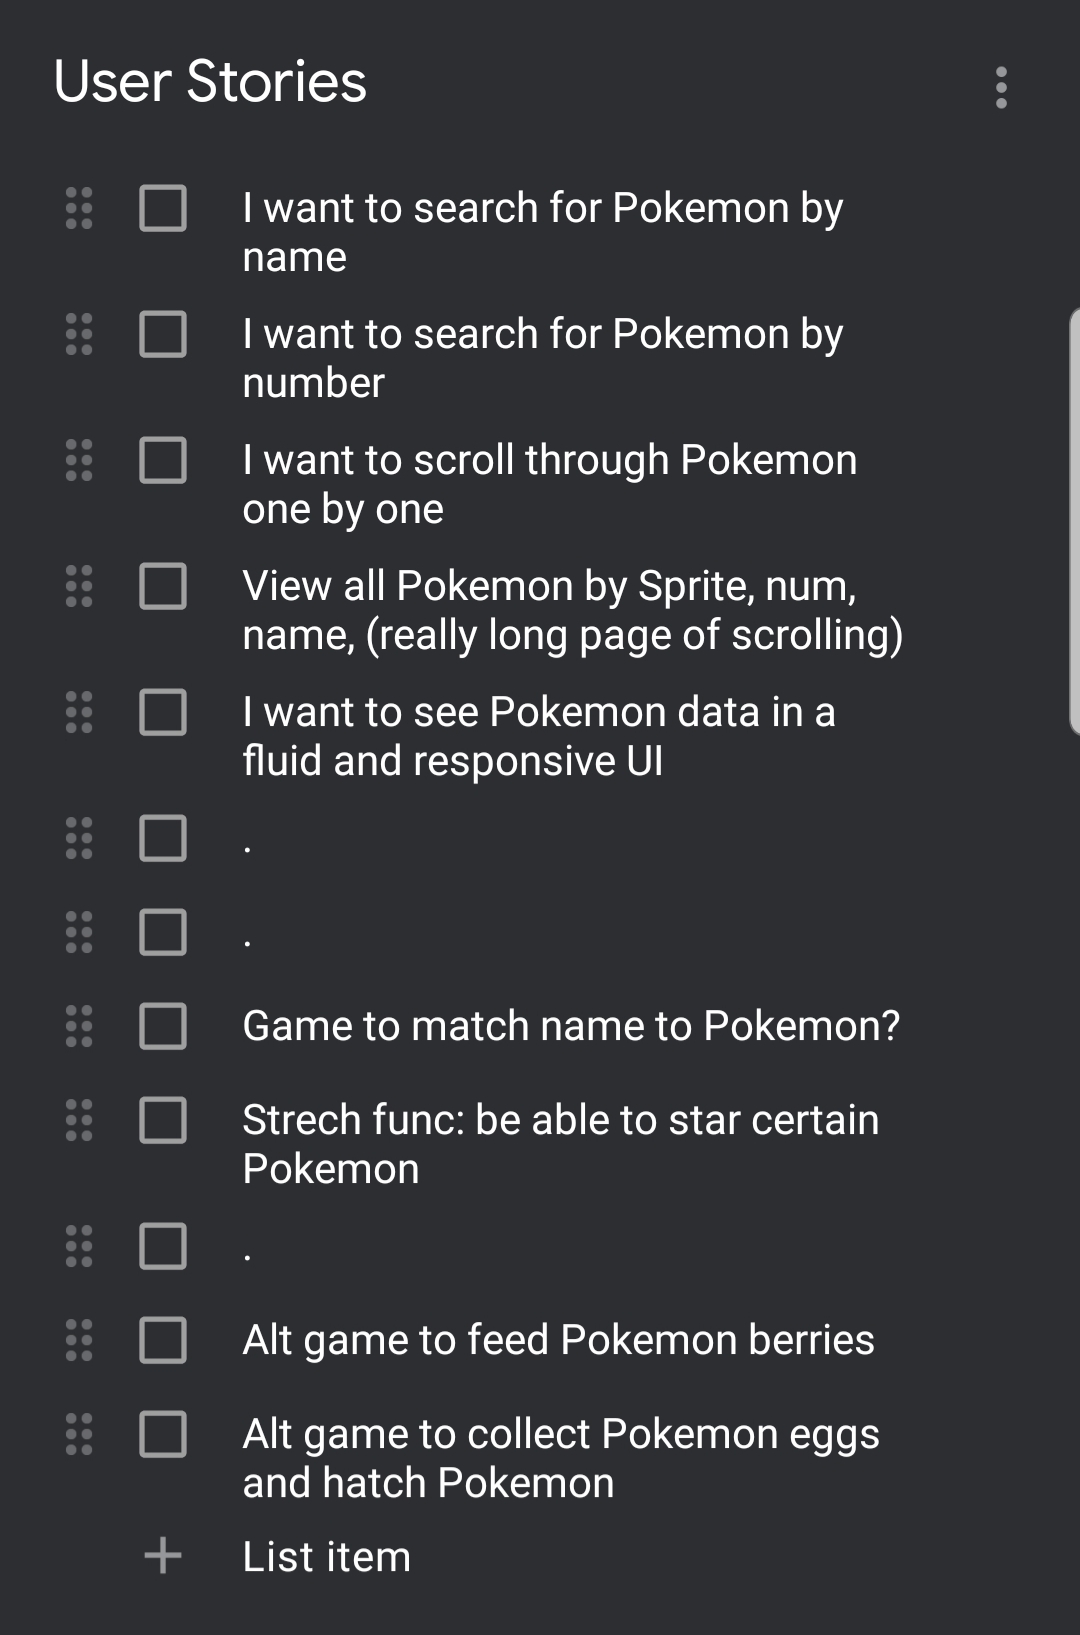 User Stories
I want to search for Pokemon by
name
I want to search for Pokemon by
number
I want to scroll through Pokemon
one by one
View all Pokemon by Sprite, num,
name, (really long page of scrolling)
I want to see Pokemon data in a
fluid and responsive UI
.
.
Game to match name to Pokemon?
Strech func: be able to star certain
Pokemon
.
Alt game to feed Pokemon berries
Alt game to collect Pokemon eggs
and hatch Pokemon
List item